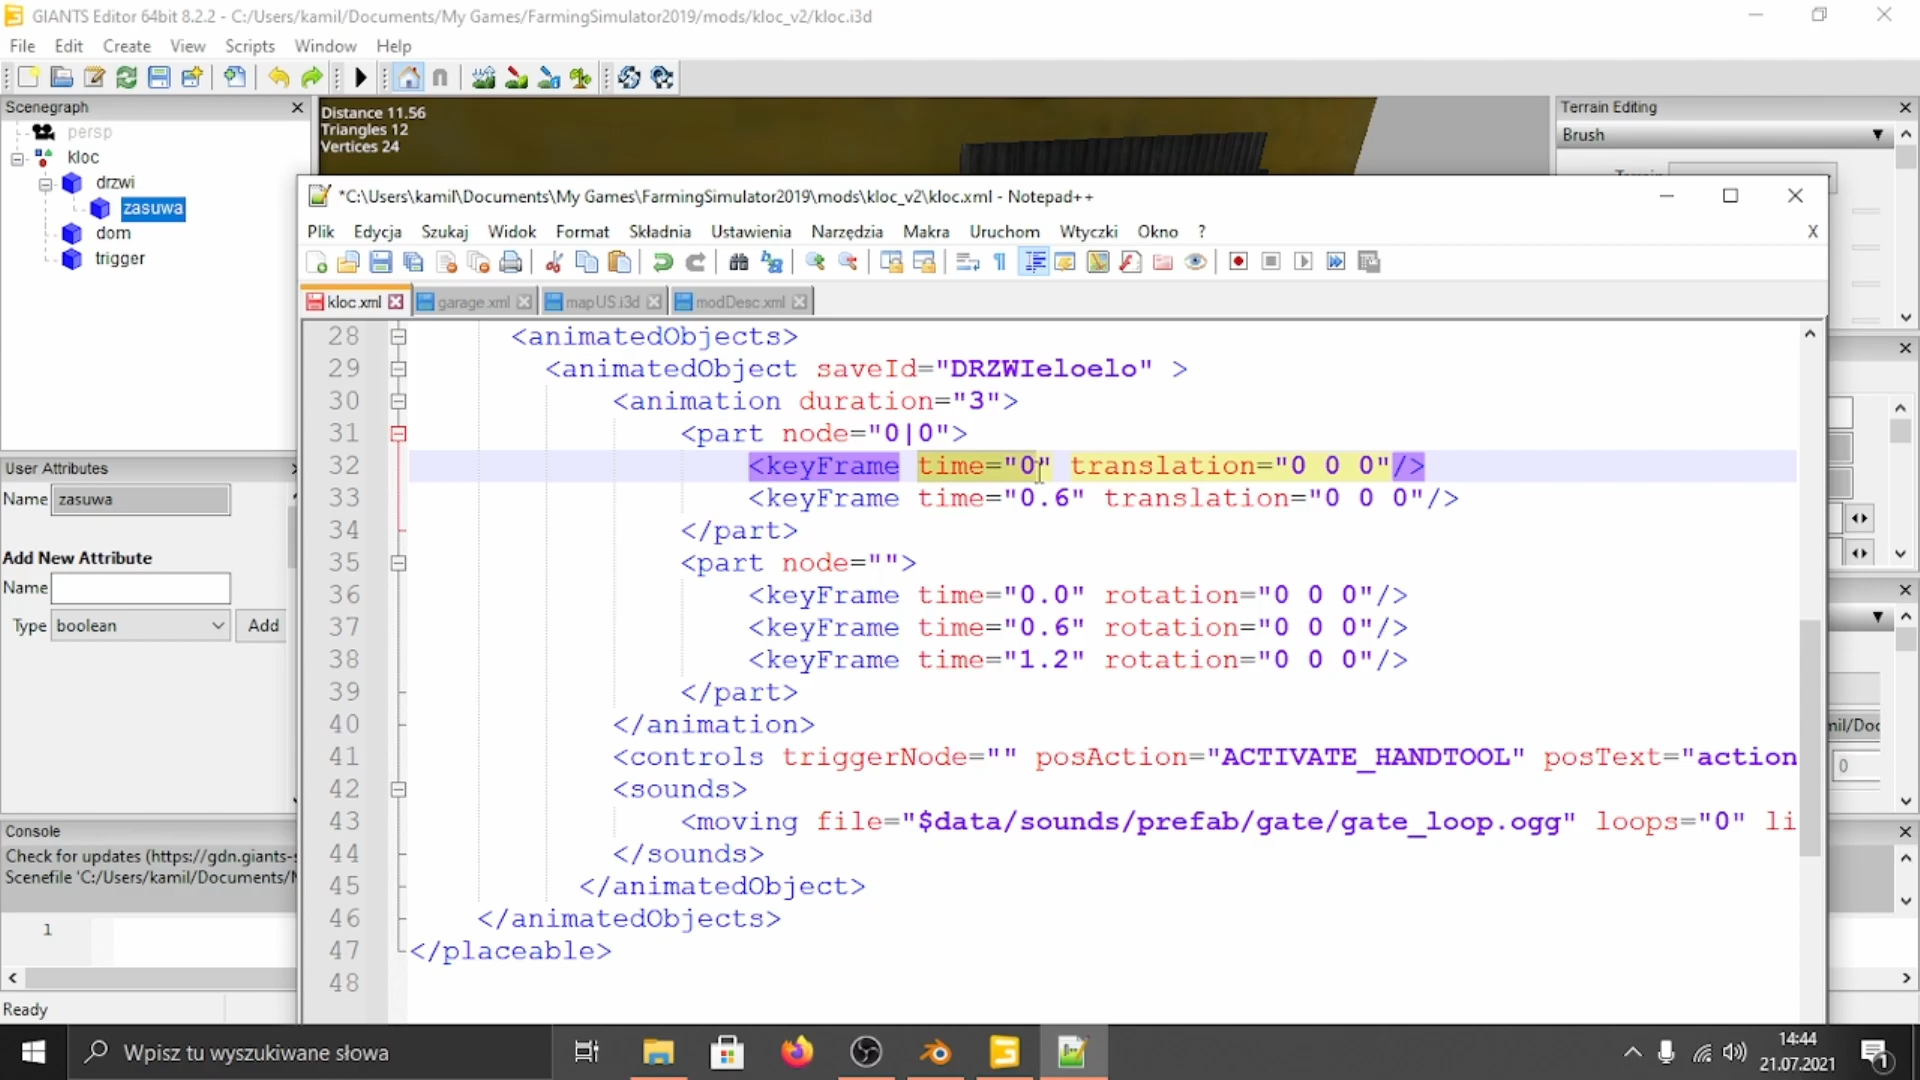 GIANTS Editor 64bit 8.2.2 - C:/Users/kamil/Documents/My Games/FarmingSimulator2019/mods/kloc_v2/kloc.i3d
File Edit Create View Scripts Window Help
Scenegraph
persp
kloc
drzwi
zasuwa
dom
trigger
Distance 11.56
Triangles 12
Vertices 24
Terrain Editing
Brush
*C:\Users\kamil\Documents\My Games\FarmingSimulator2019\mods\kloc_v2\kloc.xml - Notepad++
Plik Edycja Szukaj Widok Format Składnia Ustawienia Narzędzia Makra Uruchom Wtyczki Okno ? X
kloc.xml garage.xml mapUS.i3d modDesc.xml
28 <animatedObjects>
29 <animatedObject saveId="DRZWIeloelo" >
30 <animation duration="3">
31 <part node="0|0">
32 <keyFrame time="0" translation="0 0 0"/>
33 <keyFrame time="0.6" translation="0 0 0"/>
34 </part>
35 <part node="">
36 <keyFrame time="0.0" rotation="0 0 0"/>
37 <keyFrame time="0.6" rotation="0 0 0"/>
38 <keyFrame time="1.2" rotation="0 0 0"/>
39 </part>
40 </animation>
41 <controls triggerNode="" posAction="ACTIVATE_HANDTOOL" posText="action
42 <sounds>
43 <moving file="$data/sounds/prefab/gate/gate_loop.ogg" loops="0" li
44 </sounds>
45 </animatedObject>
46 </animatedObjects>
47 </placeable>
48
User Attributes
Name zasuwa
Add New Attribute
Name
Type boolean Add
Console
Check for updates (https://gdn.giants-s
Scenefile 'C:/Users/kamil/Documents/M
1
Ready
mil/Doc
0
Wpisz tu wyszukiwane słowa
14:44
21.07.2021
1